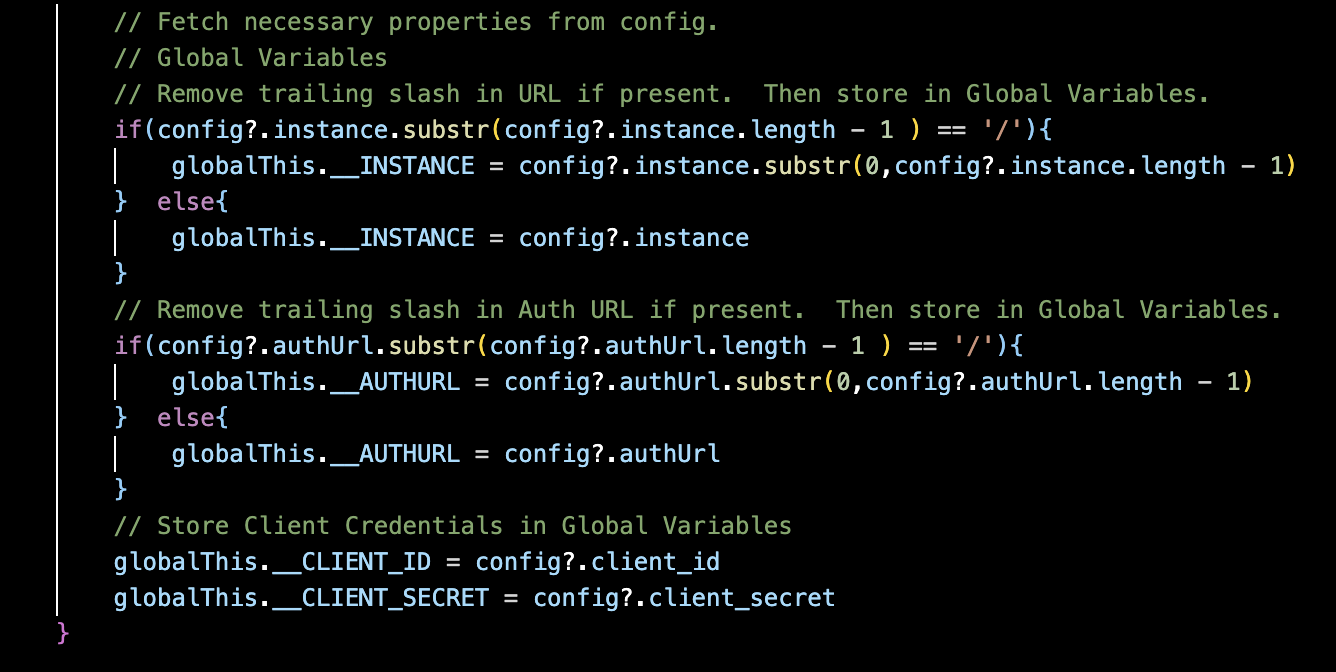 // Fetch necessary properties from config.
// Global Variables
// Remove trailing slash in URL if present.  Then store in Global Variables.
if(config?.instance.substr(config?.instance.length - 1 ) == '/'){
    globalThis.__INSTANCE = config?.instance.substr(0,config?.instance.length - 1)
}  else{
    globalThis.__INSTANCE = config?.instance
}
// Remove trailing slash in Auth URL if present.  Then store in Global Variables.
if(config?.authUrl.substr(config?.authUrl.length - 1 ) == '/'){
    globalThis.__AUTHURL = config?.authUrl.substr(0,config?.authUrl.length - 1)
}  else{
    globalThis.__AUTHURL = config?.authUrl
}
// Store Client Credentials in Global Variables
globalThis.__CLIENT_ID = config?.client_id
globalThis.__CLIENT_SECRET = config?.client_secret
}